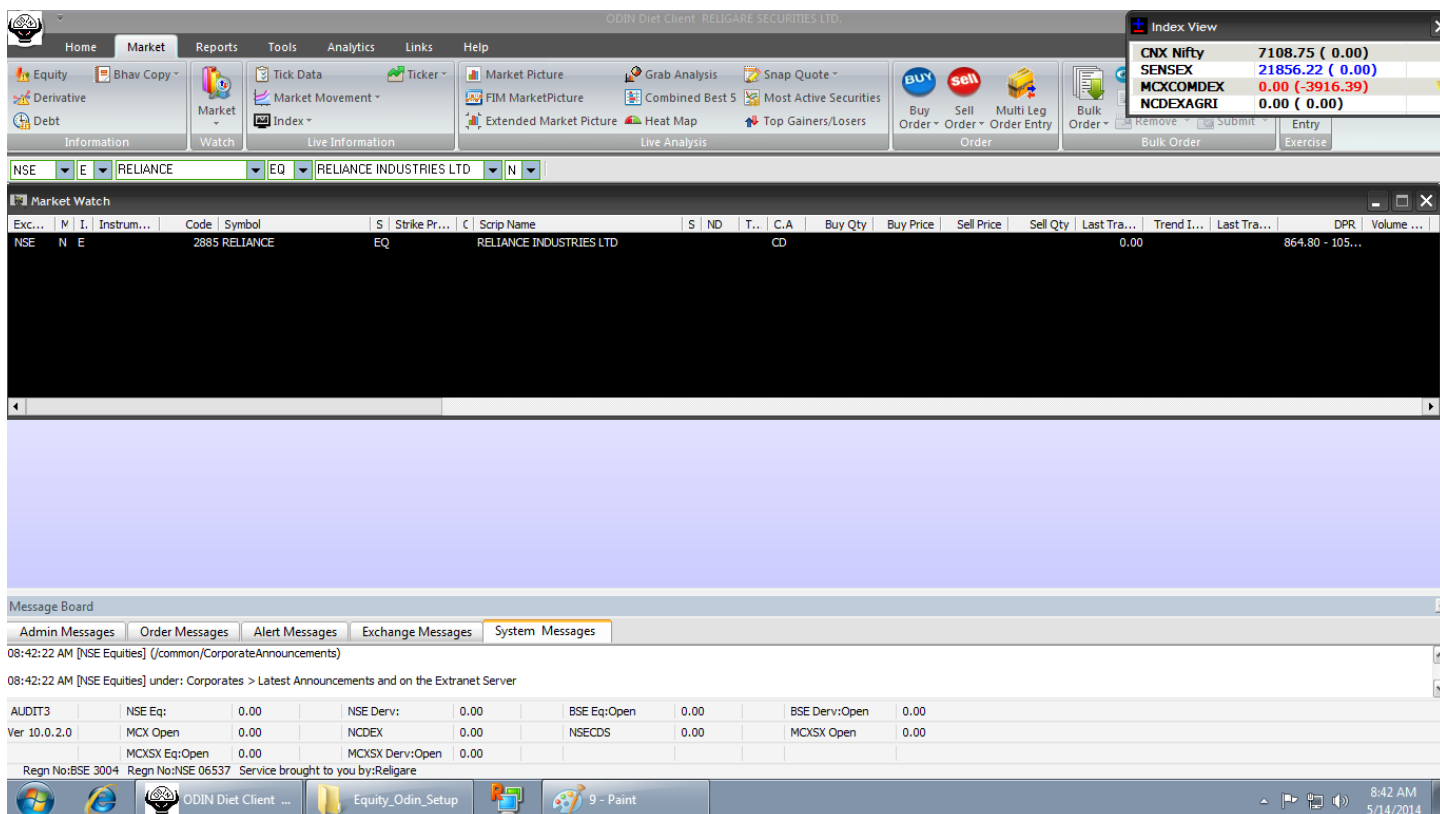 ODIN Diet Client RELIGARE SECURITIES LTD.
Index View
Home Market Reports Tools Analytics Links Help
CNX Nifty 7108.75 ( 0.00)
SENSEX 21856.22 ( 0.00)
MCXCOMDEX 0.00 (-3916.39)
NCDEXAGRI 0.00 ( 0.00)
Equity Bhav Copy Tick Data Ticker Market Picture Grab Analysis Snap Quote
Derivative Market Movement FIM MarketPicture Combined Best 5 Most Active Securities
Debt Index Extended Market Picture Heat Map Top Gainers/Losers
Market
BUY Sell
Buy Order Sell Order Multi Leg Order Entry Bulk Order Remove Submit Entry
Information Watch Live Information Live Analysis Order Bulk Order Exercise
NSE E RELIANCE EQ RELIANCE INDUSTRIES LTD N
Market Watch
Exc... M I. Instrum... Code Symbol S Strike Pr... C Scrip Name S ND T... C.A Buy Qty Buy Price Sell Price Sell Qty Last Tra... Trend I... Last Tra... DPR Volume ...
NSE N E 2885 RELIANCE EQ RELIANCE INDUSTRIES LTD CD 0.00 864.80 - 105...
Message Board
Admin Messages Order Messages Alert Messages Exchange Messages System Messages
08:42:22 AM [NSE Equities] (/common/CorporateAnnouncements)
08:42:22 AM [NSE Equities] under: Corporates > Latest Announcements and on the Extranet Server
AUDIT3 NSE Eq: 0.00 NSE Derv: 0.00 BSE Eq:Open 0.00 BSE Derv:Open 0.00
Ver 10.0.2.0 MCX Open 0.00 NCDEX 0.00 NSECDS 0.00 MCXSX Open 0.00
MCXSX Eq:Open 0.00 MCXSX Derv:Open 0.00
Regn No:BSE 3004 Regn No:NSE 06537 Service brought to you by:Religare
ODIN Diet Client ... Equity_Odin_Setup 9 - Paint 8:42 AM
5/14/2014